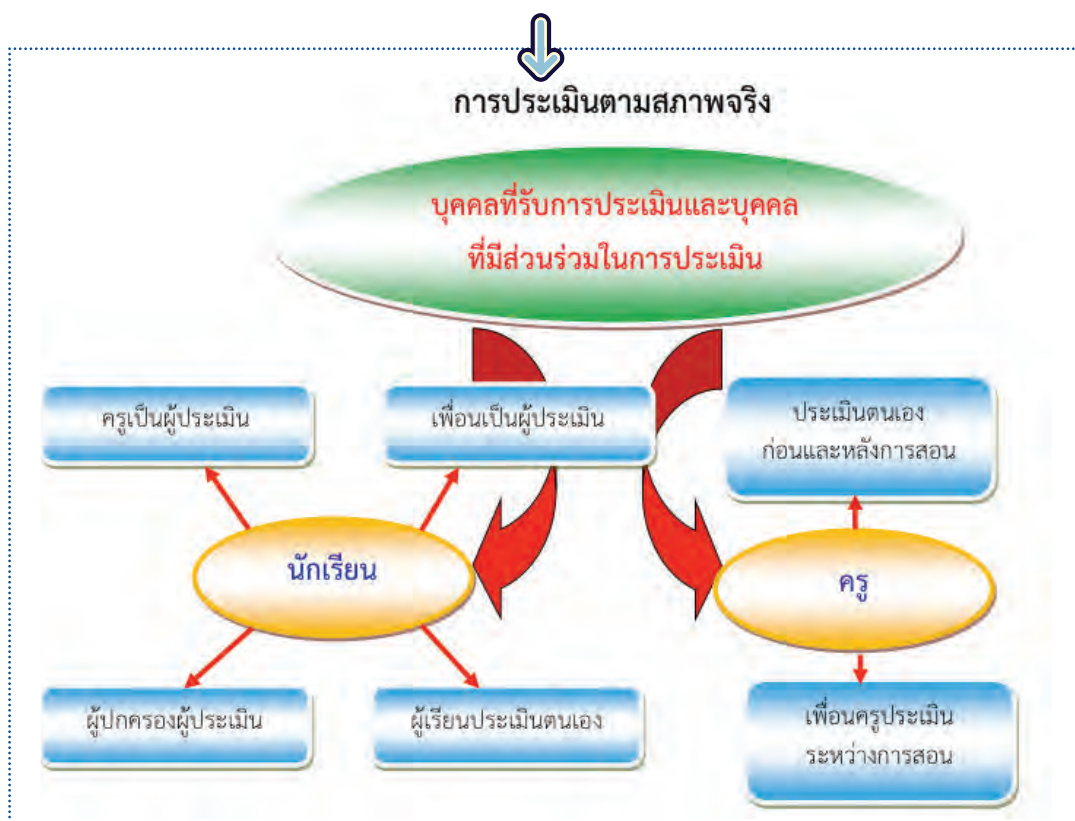 การประเมินตามสภาพจริง
บุคคลที่รับการประเมินและบุคคล
ที่มีส่วนร่วมในการประเมิน
ครูเป็นผู้ประเมิน
เพื่อนเป็นผู้ประเมิน
ประเมินตนเอง
ก่อนและหลังการสอน
นักเรียน
ครู
ผู้ปกครองผู้ประเมิน
ผู้เรียนประเมินตนเอง
เพื่อนครูประเมิน
ระหว่างการสอน